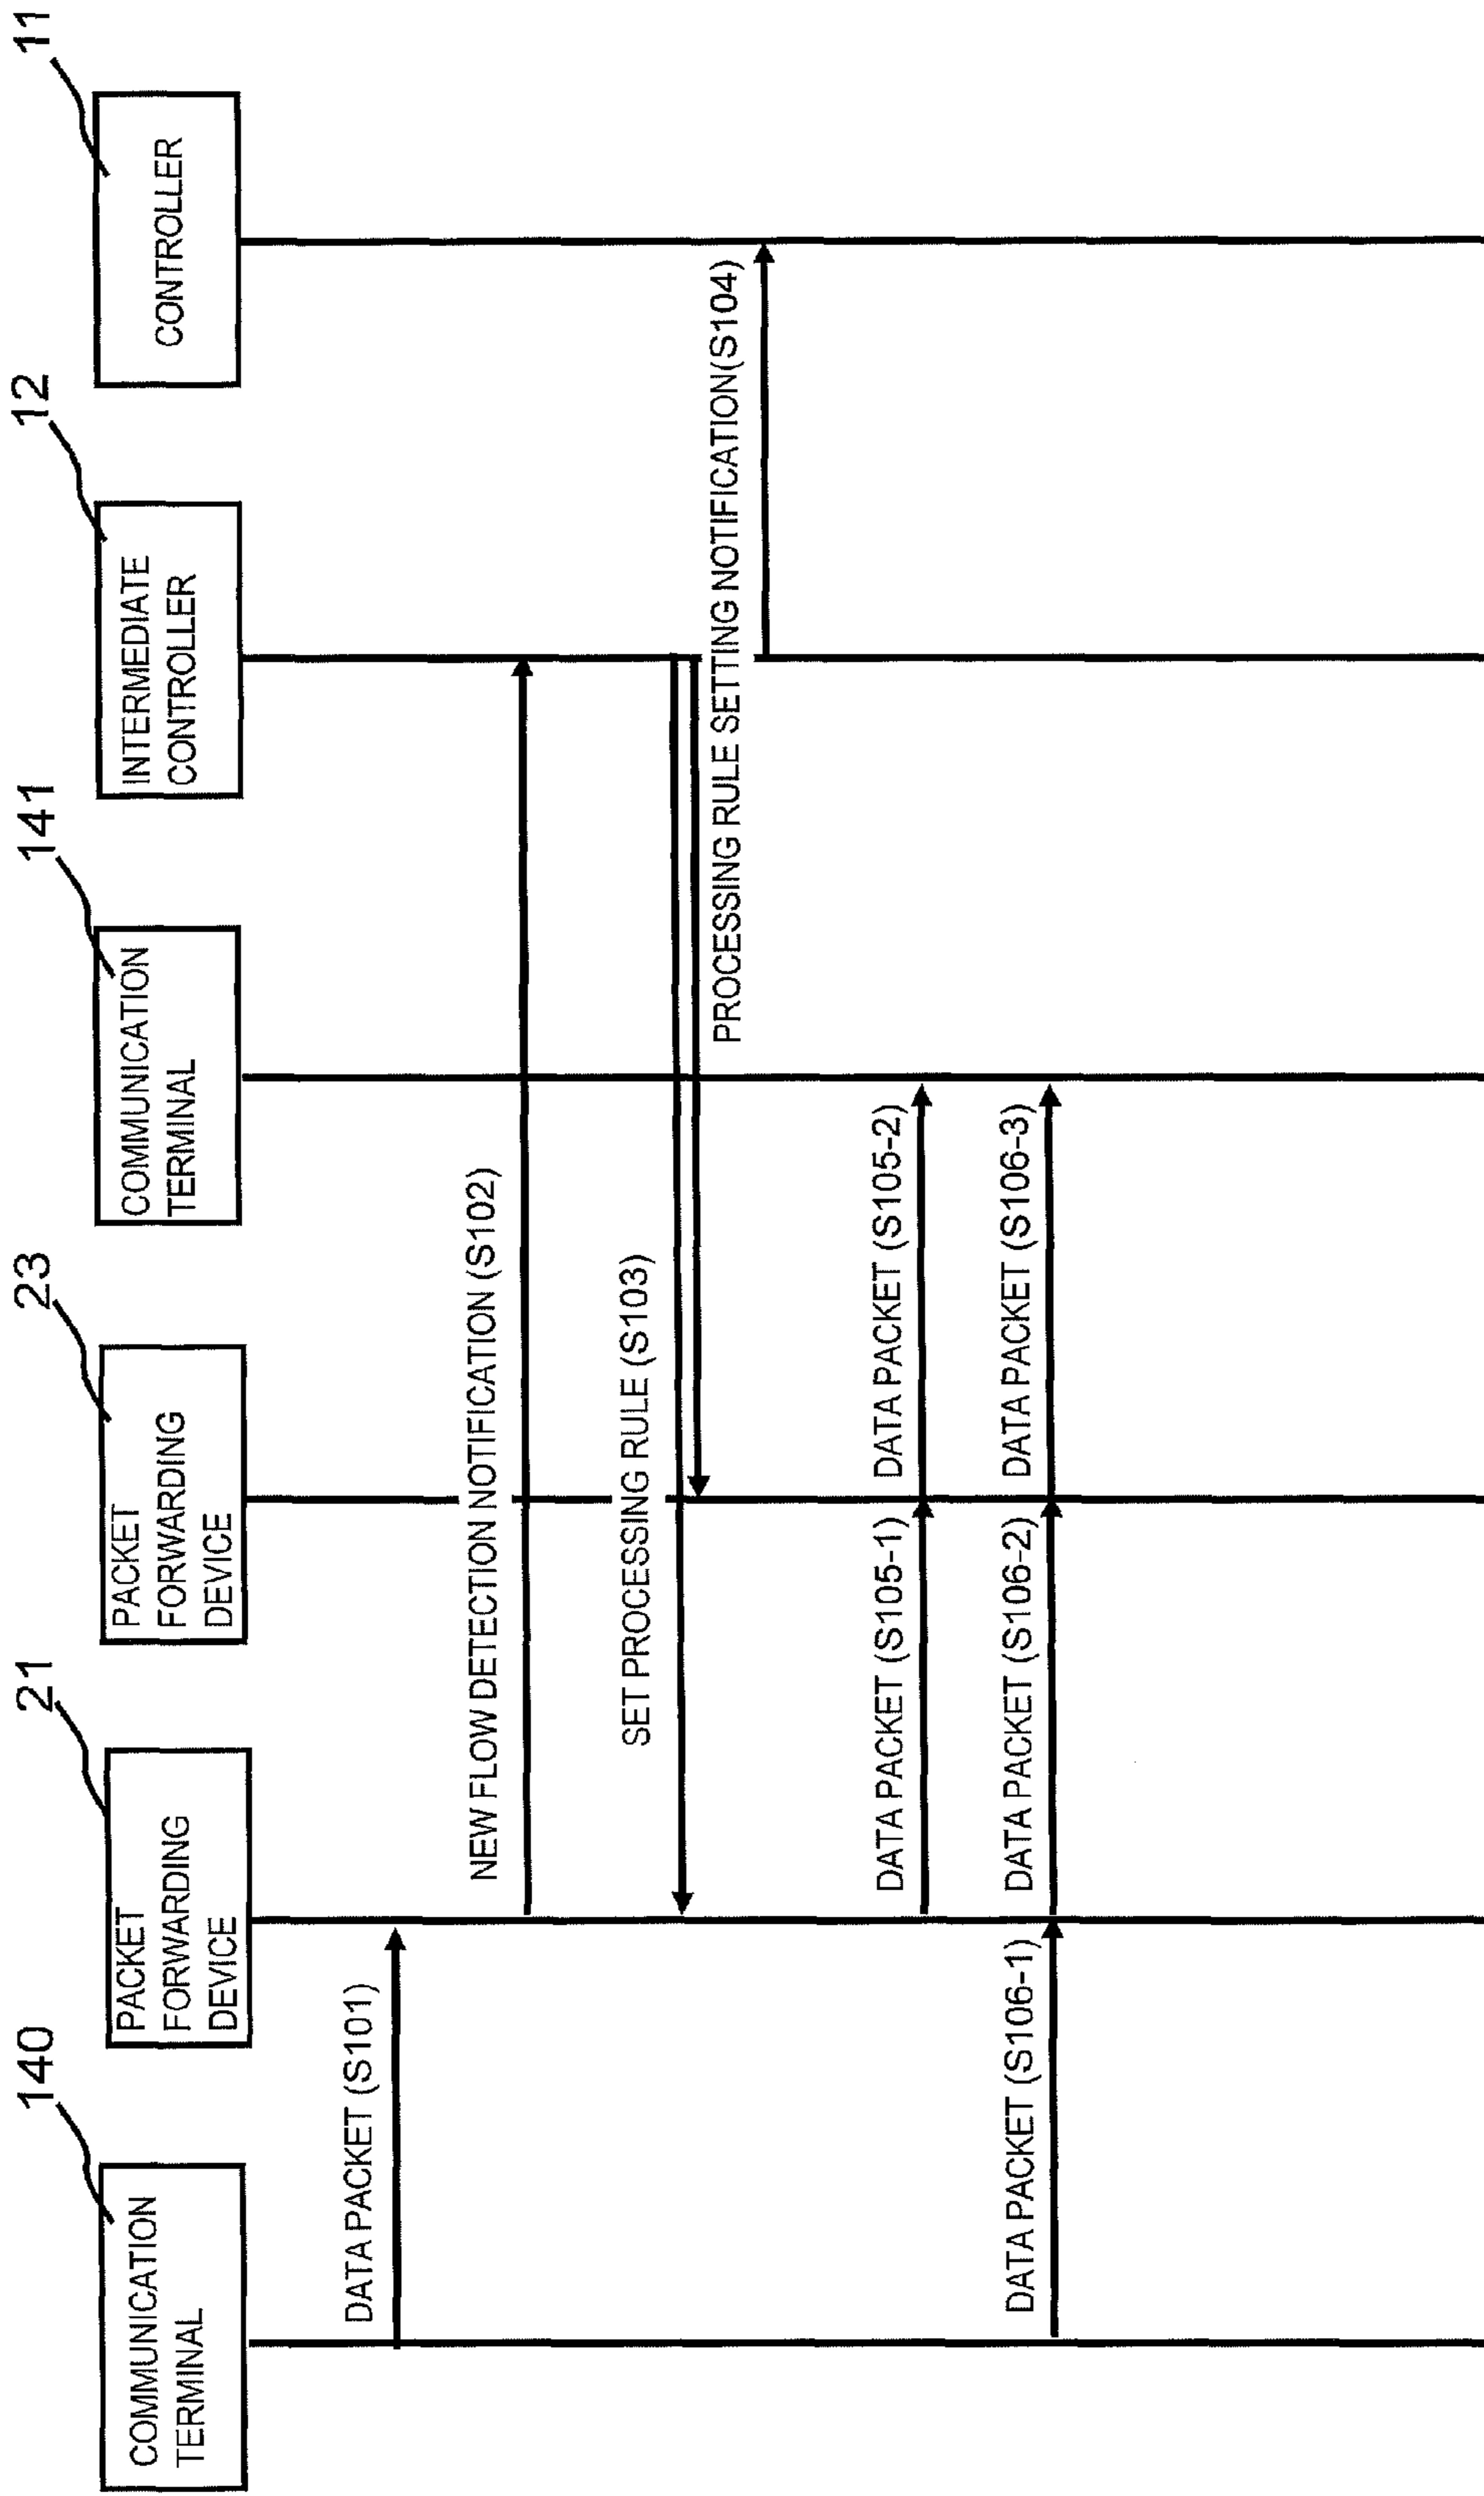 140
21
23
141
12
11
COMMUNICATION
TERMINAL
PACKET
FORWARDING
DEVICE
PACKET
FORWARDING
DEVICE
COMMUNICATION
TERMINAL
INTERMEDIATE
CONTROLLER
CONTROLLER
DATA PACKET (S101)
NEW FLOW DETECTION NOTIFICATION (S102)
SET PROCESSING RULE (S103)
PROCESSING RULE SETTING NOTIFICATION(S104)
DATA PACKET (S105-1)
DATA PACKET (S105-2)
DATA PACKET (S106-1)
DATA PACKET (S106-2)
DATA PACKET (S106-3)